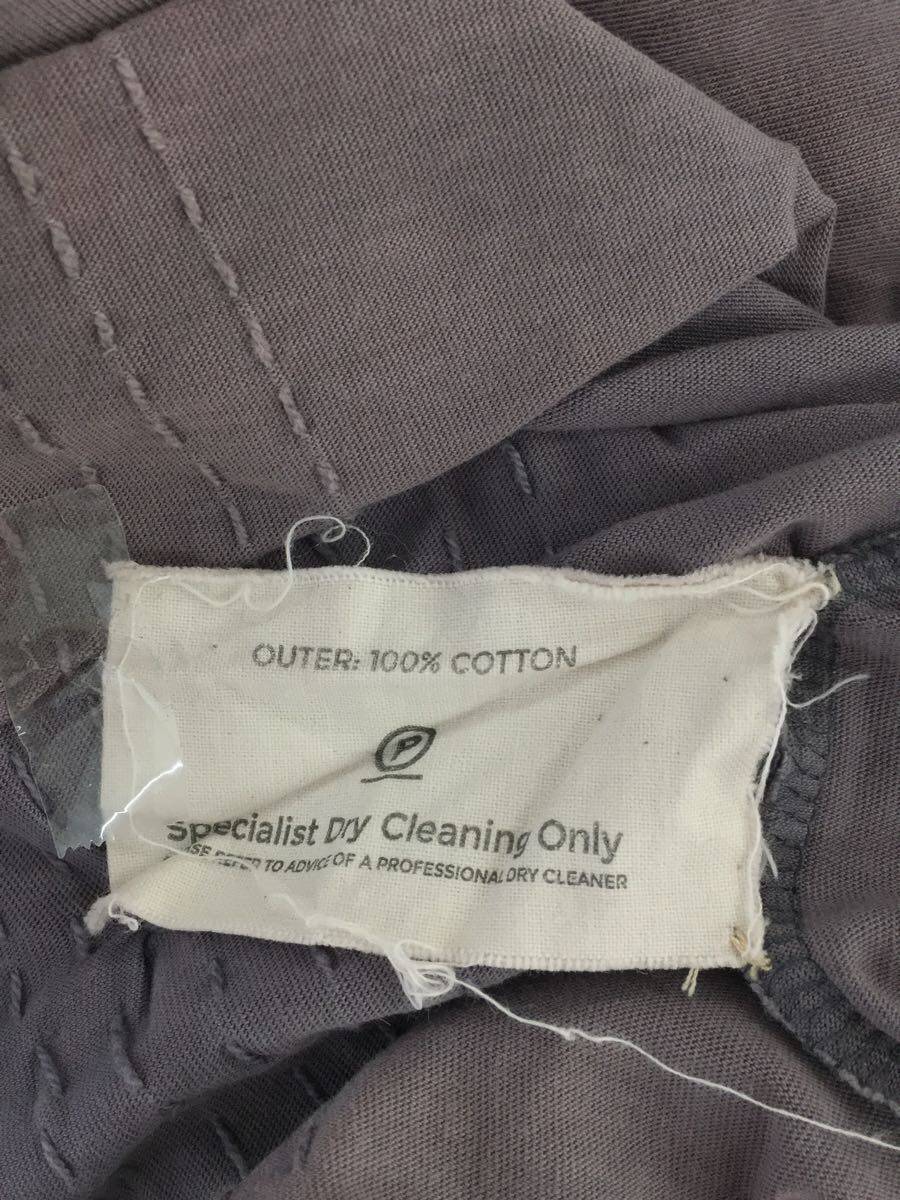 OUTER: 100% COTTON
P
Specialist Dry Cleaning Only
REFER TO ADVICE OF A PROFESSIONAL DRY CLEANER